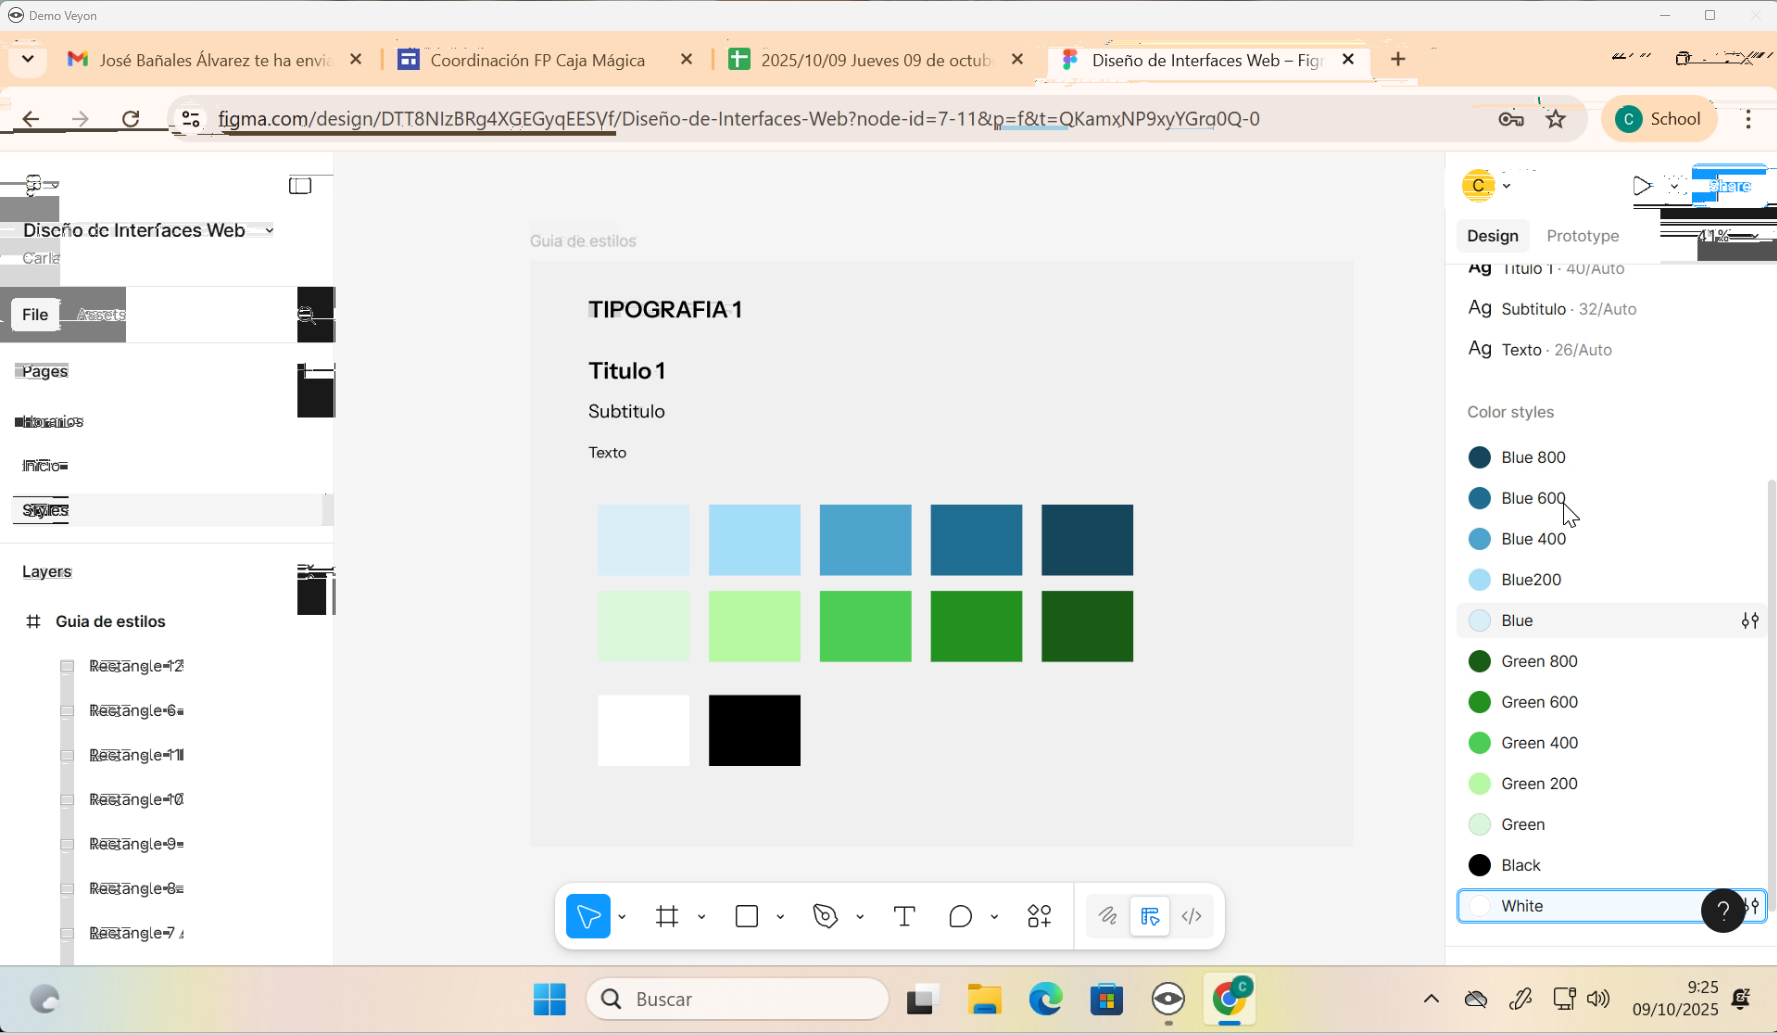 Demo Veyon
José Bañales Álvarez te ha envia
Coordinación FP Caja Mágica
2025/10/09 Jueves 09 de octub
Diseño de Interfaces Web – Figr
figma.com/design/DTT8NIzBRg4XGEGyqEESVf/Diseño-de-Interfaces-Web?node-id=7-11&p=f&t=QKamxNP9xyYGrq0Q-0
C School
Diseño de Interfaces Web
Carla
File Assets
Pages
Horarios
Inicio
Styles
Layers
Guia de estilos
Rectangle 12
Rectangle 6
Rectangle 11
Rectangle 10
Rectangle 9
Rectangle 8
Rectangle 7
Guia de estilos
TIPOGRAFIA 1
Titulo 1
Subtitulo
Texto
C
Share
Design Prototype 41%
Ag Titulo 1 · 40/Auto
Ag Subtitulo · 32/Auto
Ag Texto · 26/Auto
Color styles
Blue 800
Blue 600
Blue 400
Blue200
Blue
Green 800
Green 600
Green 400
Green 200
Green
Black
White
?
Buscar
C
9:25
09/10/2025